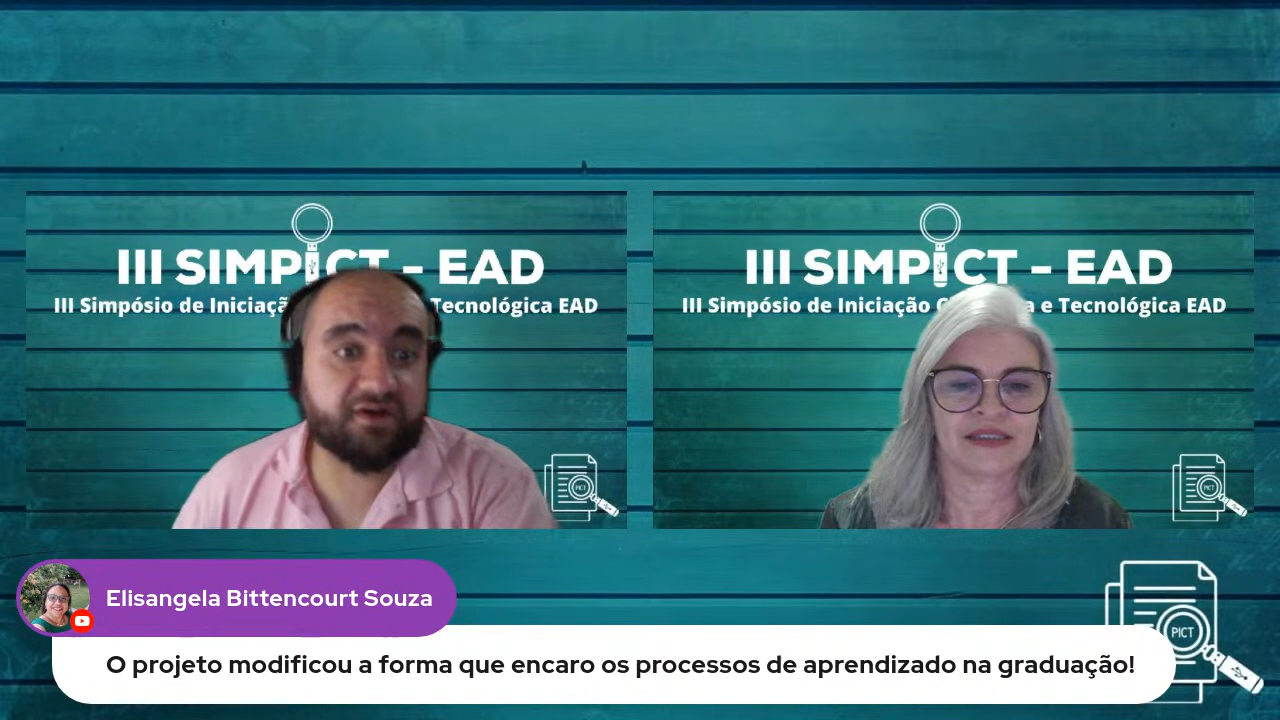 III SIMPICT - EAD
III Simpósio de Iniciaç Tecnológica EAD
PICT
III SIMPICT - EAD
III Simpósio de Iniciação e Tecnológica EAD
PICT
Elisangela Bittencourt Souza
PICT
O projeto modificou a forma que encaro os processos de aprendizado na graduação!